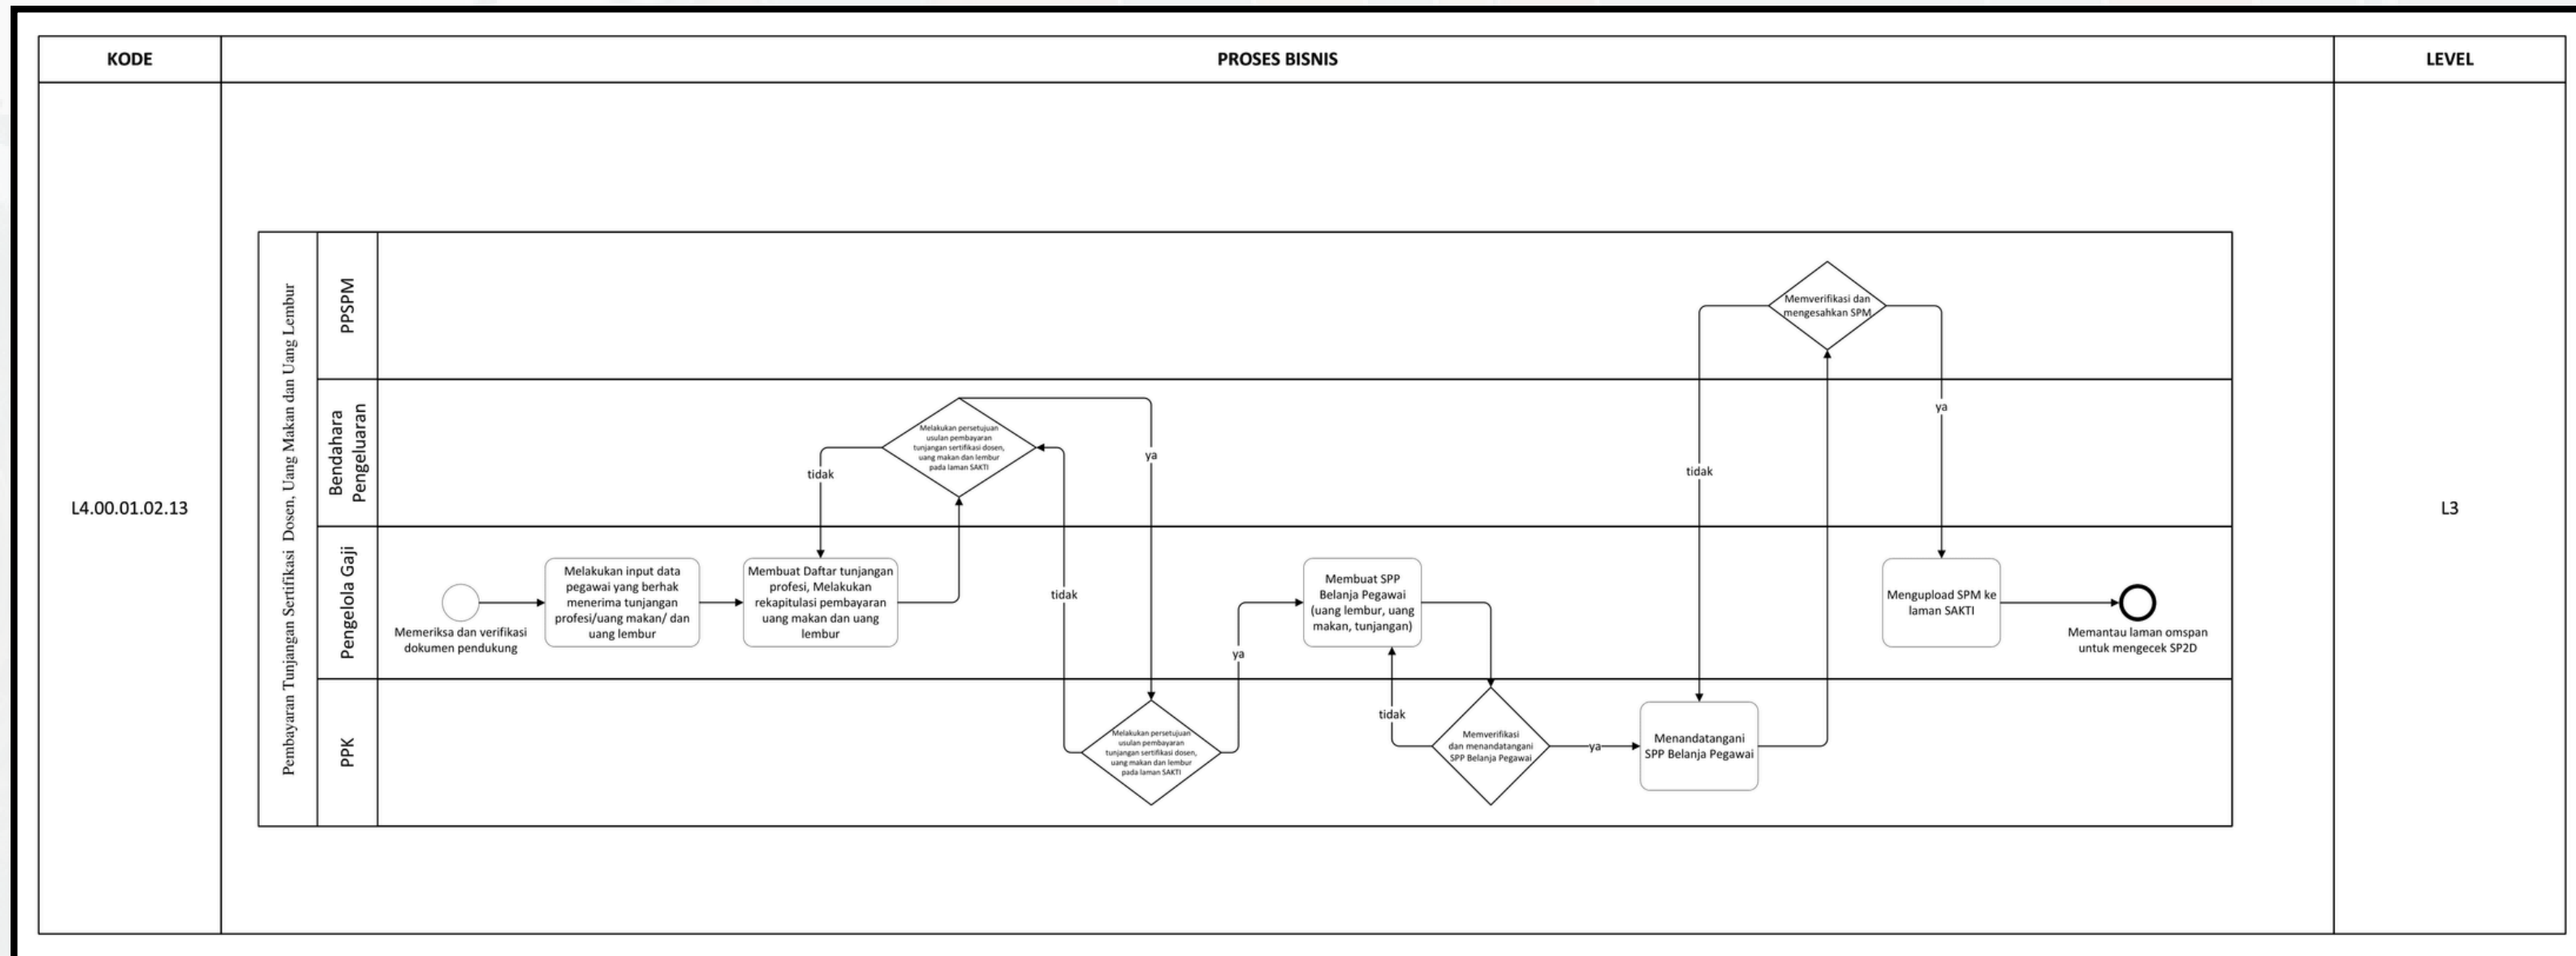 KODE
PROSES BISNIS
LEVEL
L4.00.01.02.13
Pembayaran Tunjangan Sertifikasi Dosen, Uang Makan dan Uang Lembur
PPSPM
Memverifikasi dan
mengesahkan SPM
tidak
ya
Bendahara
Pengeluaran
Melakukan persetujuan
usulan pembayaran
tunjangan sertifikasi dosen,
uang makan dan lembur
pada laman SAKTI
tidak
ya
Pengelola Gaji
Memeriksa dan verifikasi
dokumen pendukung
Melakukan input data
pegawai yang berhak
menerima tunjangan
profesi/uang makan/ dan
uang lembur
Membuat Daftar tunjangan
profesi, Melakukan
rekapitulasi pembayaran
uang makan dan uang
lembur
tidak
ya
Membuat SPP
Belanja Pegawai
(uang lembur, uang
makan, tunjangan)
Mengupload SPM ke
laman SAKTI
Memantau laman omspan
untuk mengecek SP2D
PPK
Melakukan persetujuan
usulan pembayaran
tunjangan sertifikasi dosen,
uang makan dan lembur
pada laman SAKTI
tidak
Memverifikasi
dan menandatangani
SPP Belanja Pegawai
ya
Menandatangani
SPP Belanja Pegawai
L3